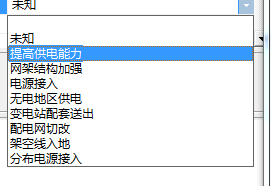 未知
未知
提高供电能力
网架结构加强
电源接入
无电地区供电
变电站配套送出
配电网切改
架空线入地
分布电源接入